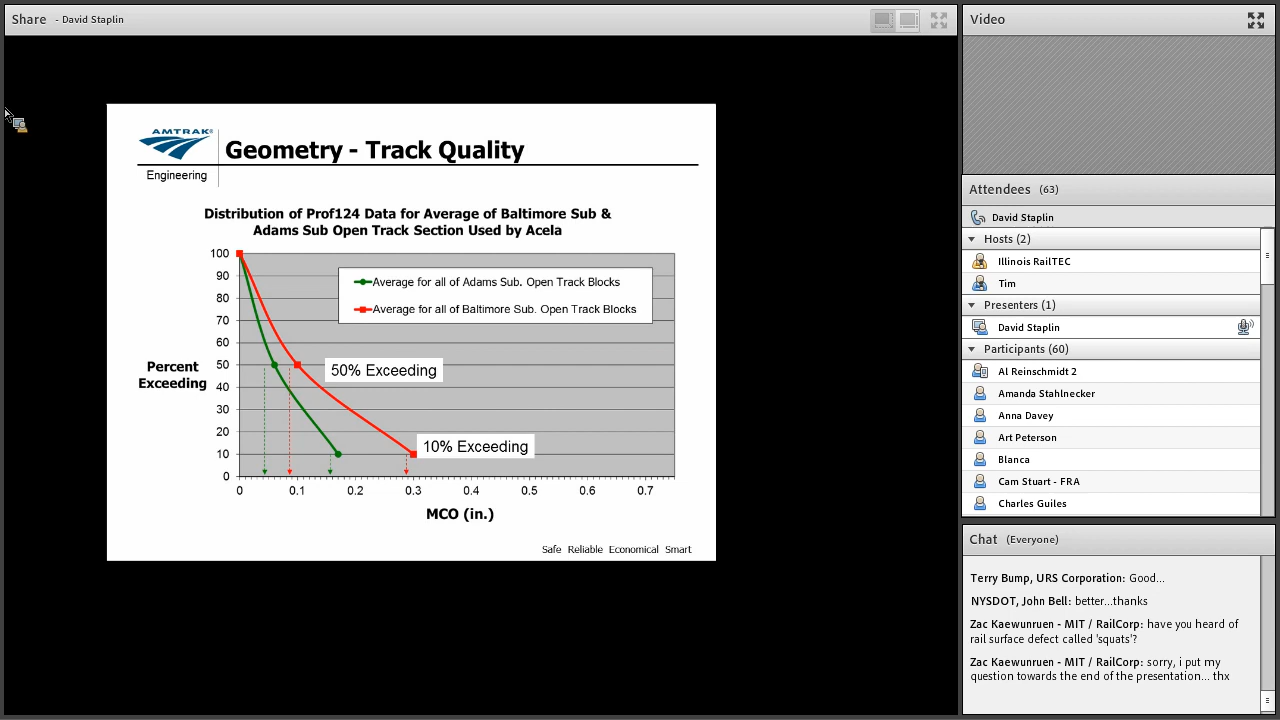 Share - David Staplin
AMTRAK®
Engineering
Geometry - Track Quality
Distribution of Prof124 Data for Average of Baltimore Sub &
Adams Sub Open Track Section Used by Acela
100
90
80
70
60
50
40
30
20
10
0
Percent
Exceeding
Average for all of Adams Sub. Open Track Blocks
Average for all of Baltimore Sub. Open Track Blocks
50% Exceeding
10% Exceeding
0 0.1 0.2 0.3 0.4 0.5 0.6 0.7
MCO (in.)
Safe Reliable Economical Smart
Video
Attendees (63)
David Staplin
Hosts (2)
Illinois RailTEC
Tim
Presenters (1)
David Staplin
Participants (60)
Al Reinschmidt 2
Amanda Stahlnecker
Anna Davey
Art Peterson
Blanca
Cam Stuart - FRA
Charles Guiles
Chat (Everyone)
Terry Bump, URS Corporation: Good...
NYSDOT, John Bell: better...thanks
Zac Kaewunruen - MIT / RailCorp: have you heard of
rail surface defect called 'squats'?
Zac Kaewunruen - MIT / RailCorp: sorry, i put my
question towards the end of the presentation... thx